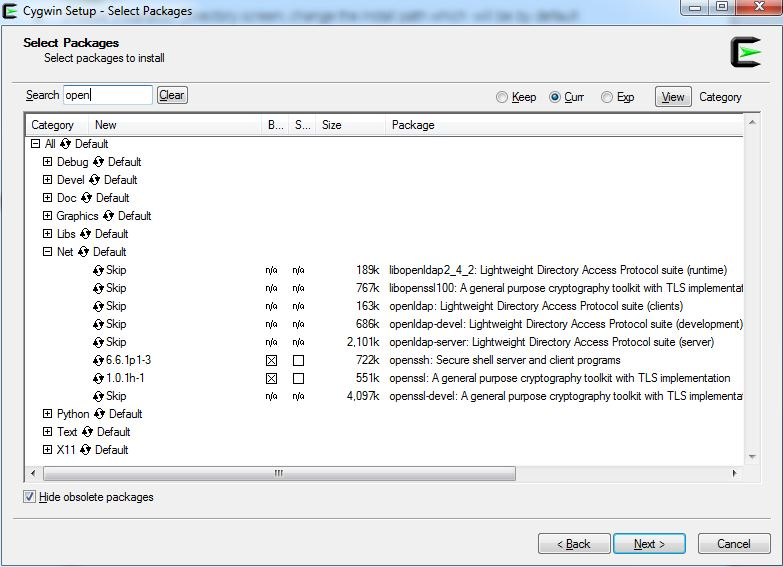 Cygwin Setup - Select Packages
Select Packages
Select packages to install
Search open Clear Keep Curr Exp View Category
Category New B... S... Size Package
All Default
Debug Default
Devel Default
Doc Default
Graphics Default
Libs Default
Net Default
Skip n/a n/a 189k libopenldap2_4_2: Lightweight Directory Access Protocol suite (runtime)
Skip n/a n/a 767k libopenssl100: A general purpose cryptography toolkit with TLS implementat
Skip n/a n/a 163k openldap: Lightweight Directory Access Protocol suite (clients)
Skip n/a n/a 686k openldap-devel: Lightweight Directory Access Protocol suite (development)
Skip n/a n/a 2,101k openldap-server: Lightweight Directory Access Protocol suite (server)
6.6.1p1-3 722k openssh: Secure shell server and client programs
1.0.1h-1 551k openssl: A general purpose cryptography toolkit with TLS implementation
Skip n/a n/a 4,097k openssl-devel: A general purpose cryptography toolkit with TLS implementat
Python Default
Text Default
X11 Default
Hide obsolete packages
< Back Next > Cancel